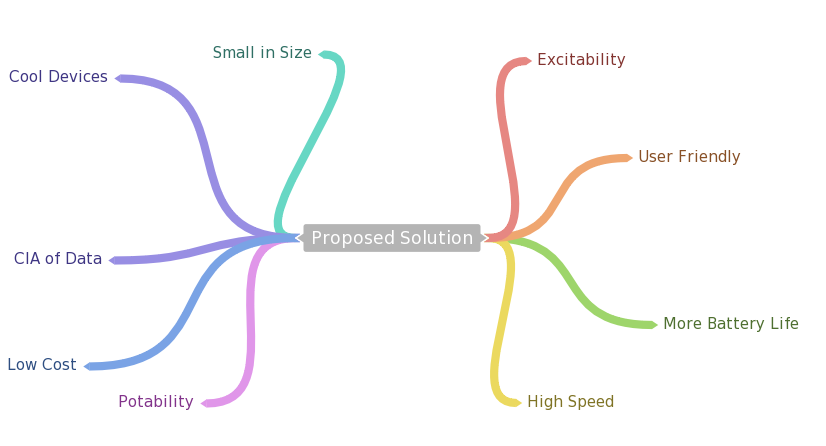 Small in Size
Excitability
Cool Devices
User Friendly
Proposed Solution
CIA of Data
More Battery Life
Low Cost
Potability
High Speed